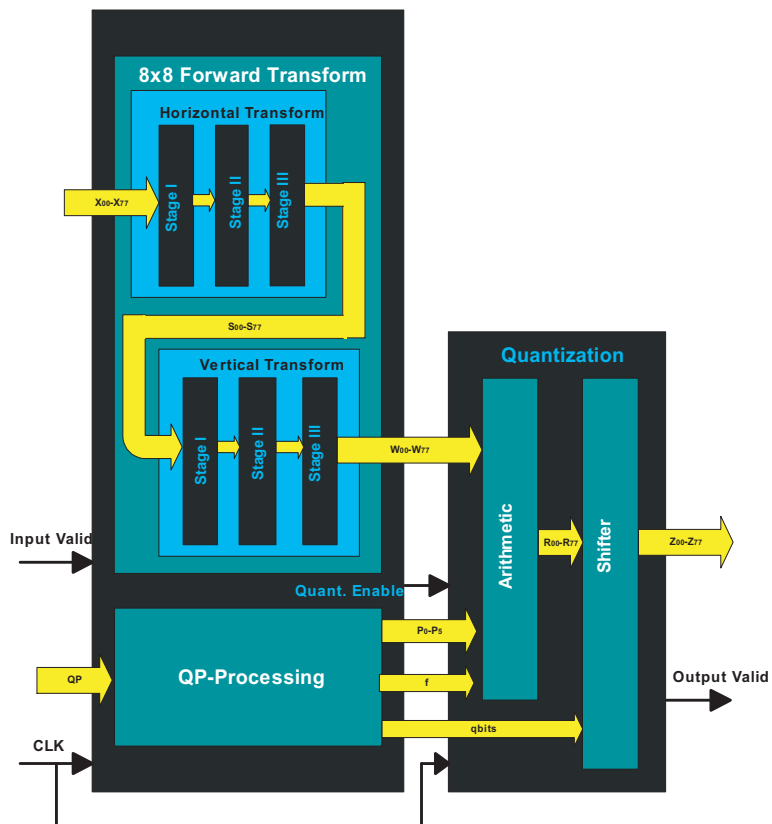 8x8 Forward Transform
Horizontal Transform
X00-X77
Stage I
Stage II
Stage III
S00-S77
Vertical Transform
Stage I
Stage II
Stage III
W00-W77
Quantization
Arithmetic
R00-R77
Shifter
Z00-Z77
Input Valid
Quant. Enable
P0-P5
QP
QP-Processing
f
qbits
Output Valid
CLK